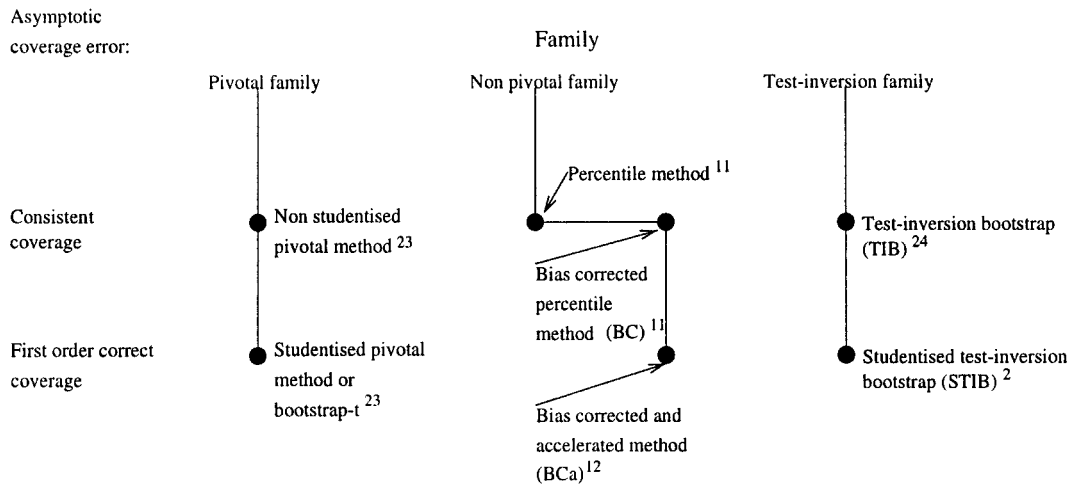 Asymptotic
coverage error:
Family
Pivotal family
Non pivotal family
Test-inversion family
Percentile method 11
Consistent
coverage
Non studentised
pivotal method 23
Test-inversion bootstrap
(TIB) 24
Bias corrected
percentile
method (BC) 11
First order correct
coverage
Studentised pivotal
method or
bootstrap-t 23
Studentised test-inversion
bootstrap (STIB) 2
Bias corrected and
accelerated method
(BCa) 12